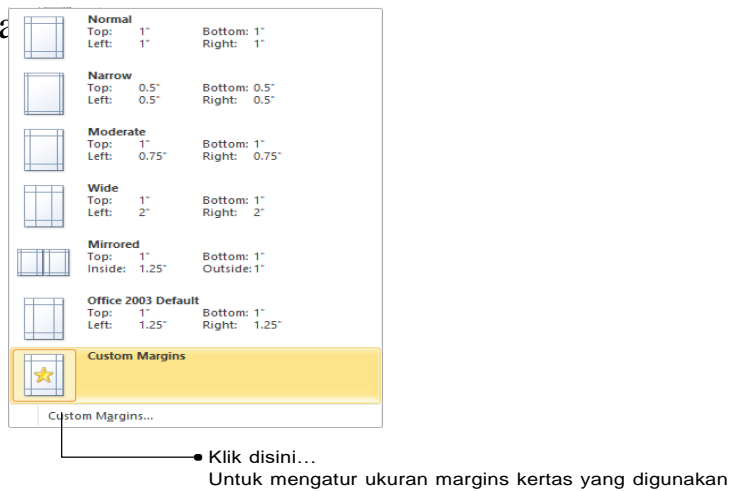 Normal
Top: 1" Bottom: 1"
Left: 1" Right: 1"
Narrow
Top: 0.5" Bottom: 0.5"
Left: 0.5" Right: 0.5"
Moderate
Top: 1" Bottom: 1"
Left: 0.75" Right: 0.75"
Wide
Top: 1" Bottom: 1"
Left: 2" Right: 2"
Mirrored
Top: 1" Bottom: 1"
Inside: 1.25" Outside: 1"
Office 2003 Default
Top: 1" Bottom: 1"
Left: 1.25" Right: 1.25"
Custom Margins
Custom Margins...
Klik disini...
Untuk mengatur ukuran margins kertas yang digunakan